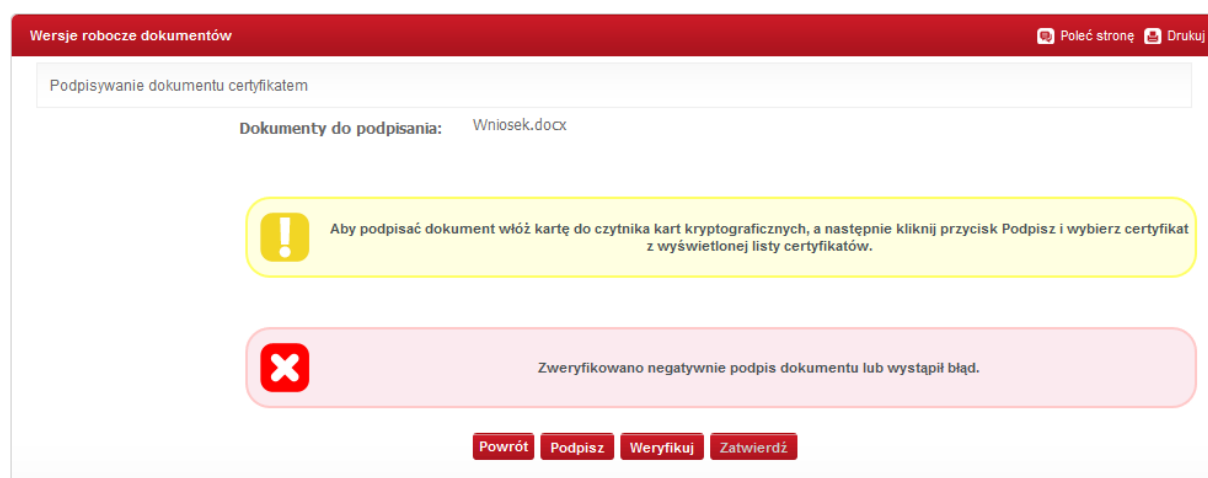 Wersje robocze dokumentów Poleć stronę Drukuj
Podpisywanie dokumentu certyfikatem
Dokumenty do podpisania: Wniosek.docx
Aby podpisać dokument włóż kartę do czytnika kart kryptograficznych, a następnie kliknij przycisk Podpisz i wybierz certyfikat
z wyświetlonej listy certyfikatów.
Zweryfikowano negatywnie podpis dokumentu lub wystąpił błąd.
Powrót Podpisz Weryfikuj Zatwierdź